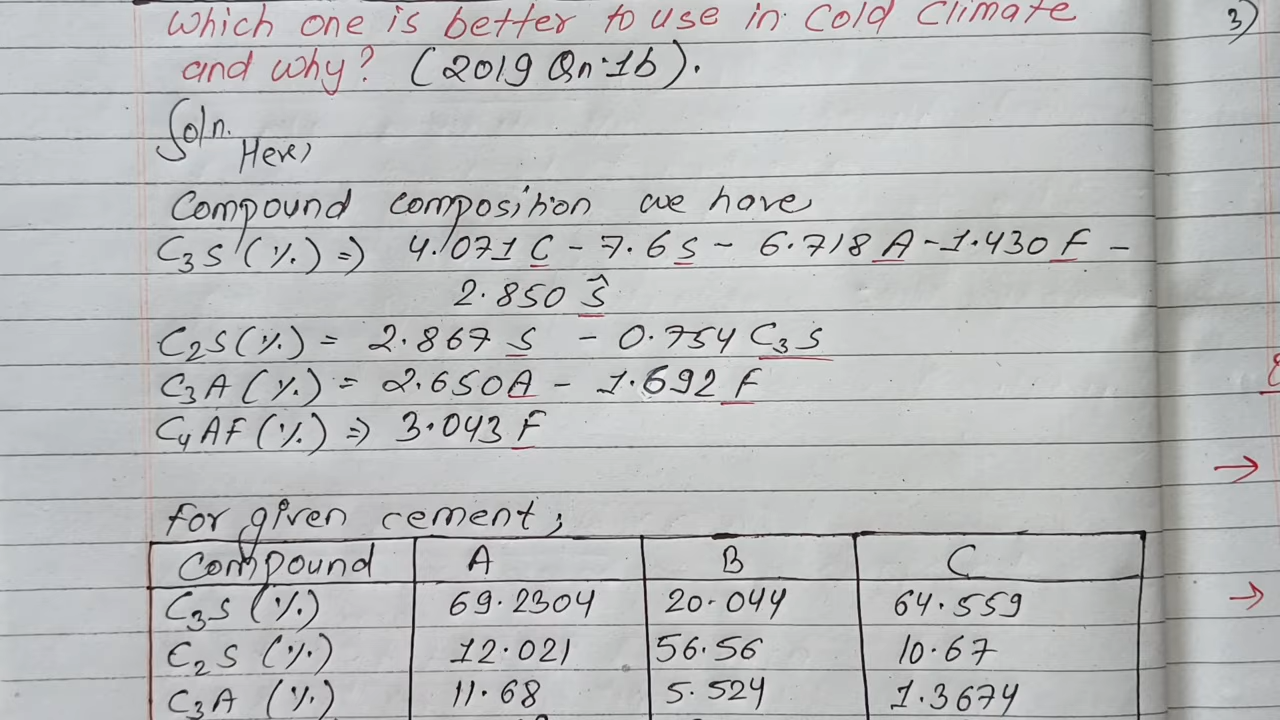 which one is better to use in cold climate
and why? (2019 Qn.1b).
Soln.
Here,
Compound composition we have,
C3S (%) => 4.071 C - 7.6 S - 6.718 A - 1.430 F -
2.850 Ŝ
C2S (%) = 2.867 S - 0.754 C3S
C3A (%) = 2.650A - 1.692 F
C4AF (%) => 3.043 F
for given cement;
Compound A B C
C3S (%) 69.2304 20.044 64.559
C2S (%) 12.021 56.56 10.67
C3A (%) 11.68 5.524 1.3674
3)
→
→